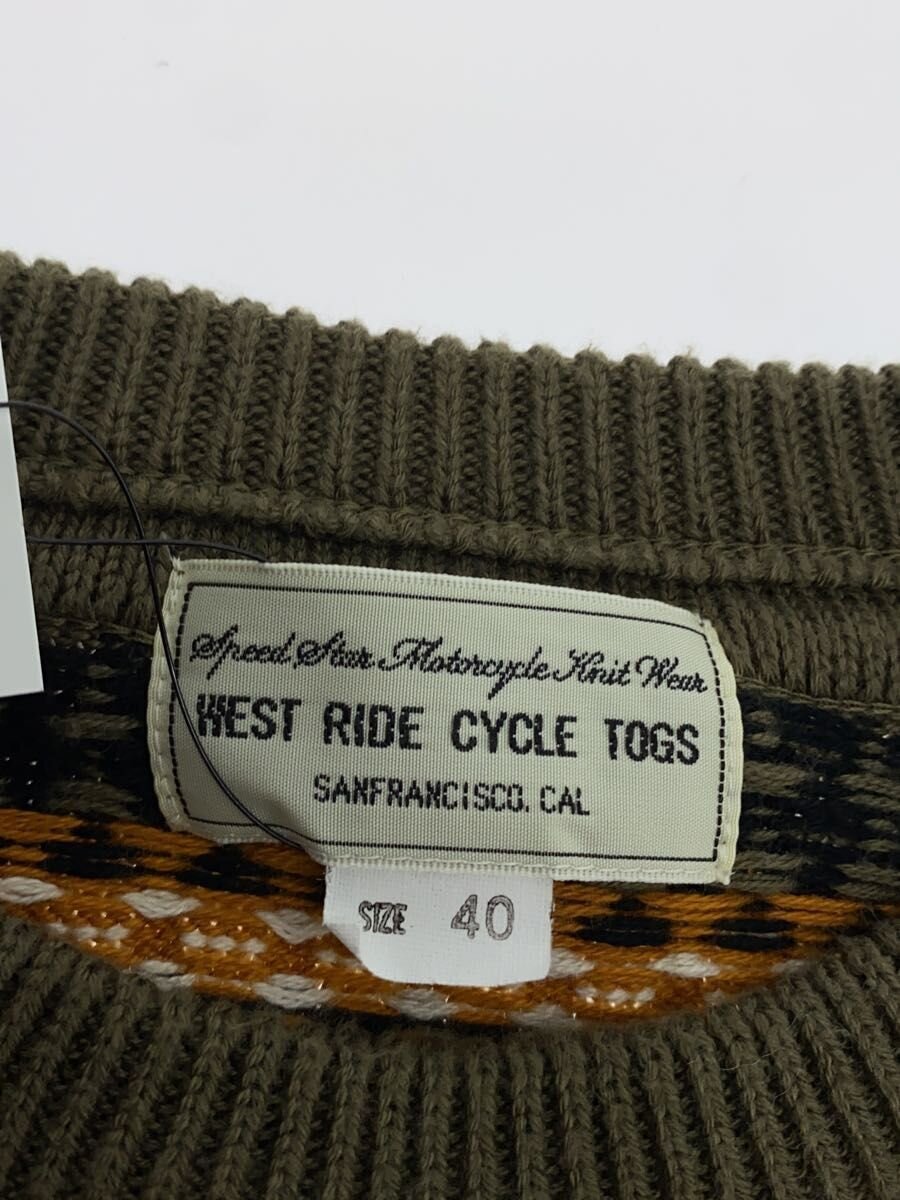 Speed Star Motorcycle Knit Wear
WEST RIDE CYCLE TOGS
SANFRANCISCO. CAL
SIZE 40